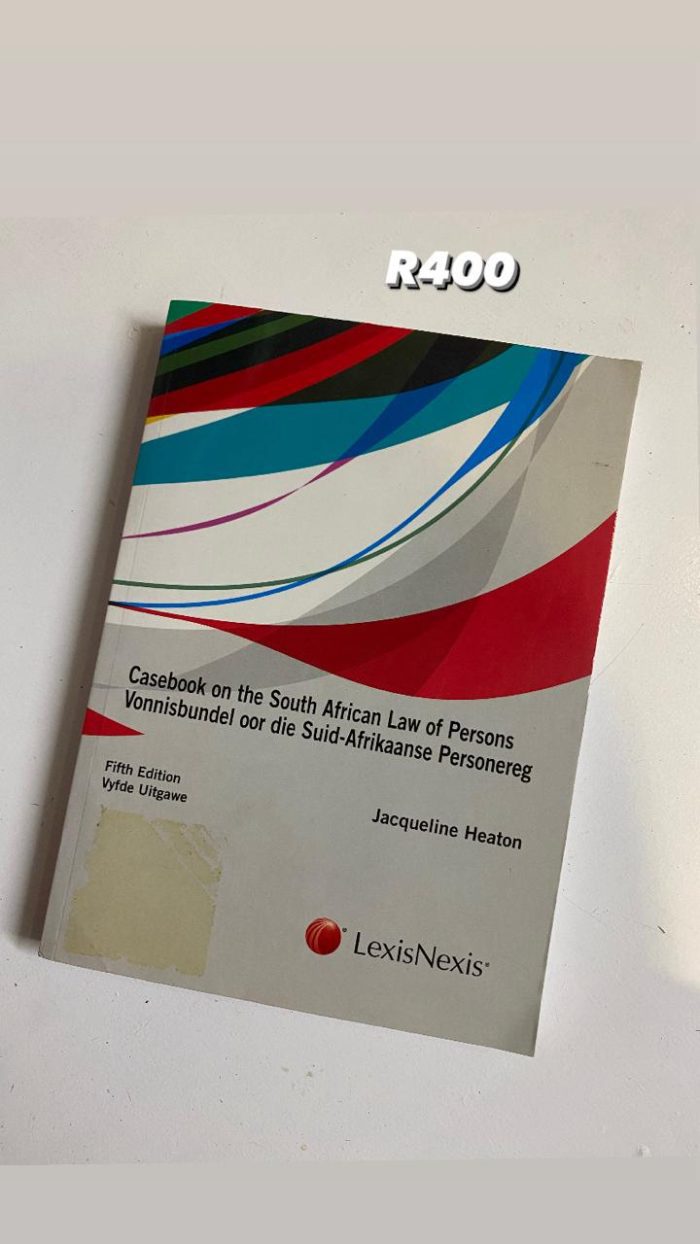 R400
Casebook on the South African Law of Persons
Vonnisbundel oor die Suid-Afrikaanse Personereg
Fifth Edition
Vyfde Uitgawe
Jacqueline Heaton
LexisNexis®